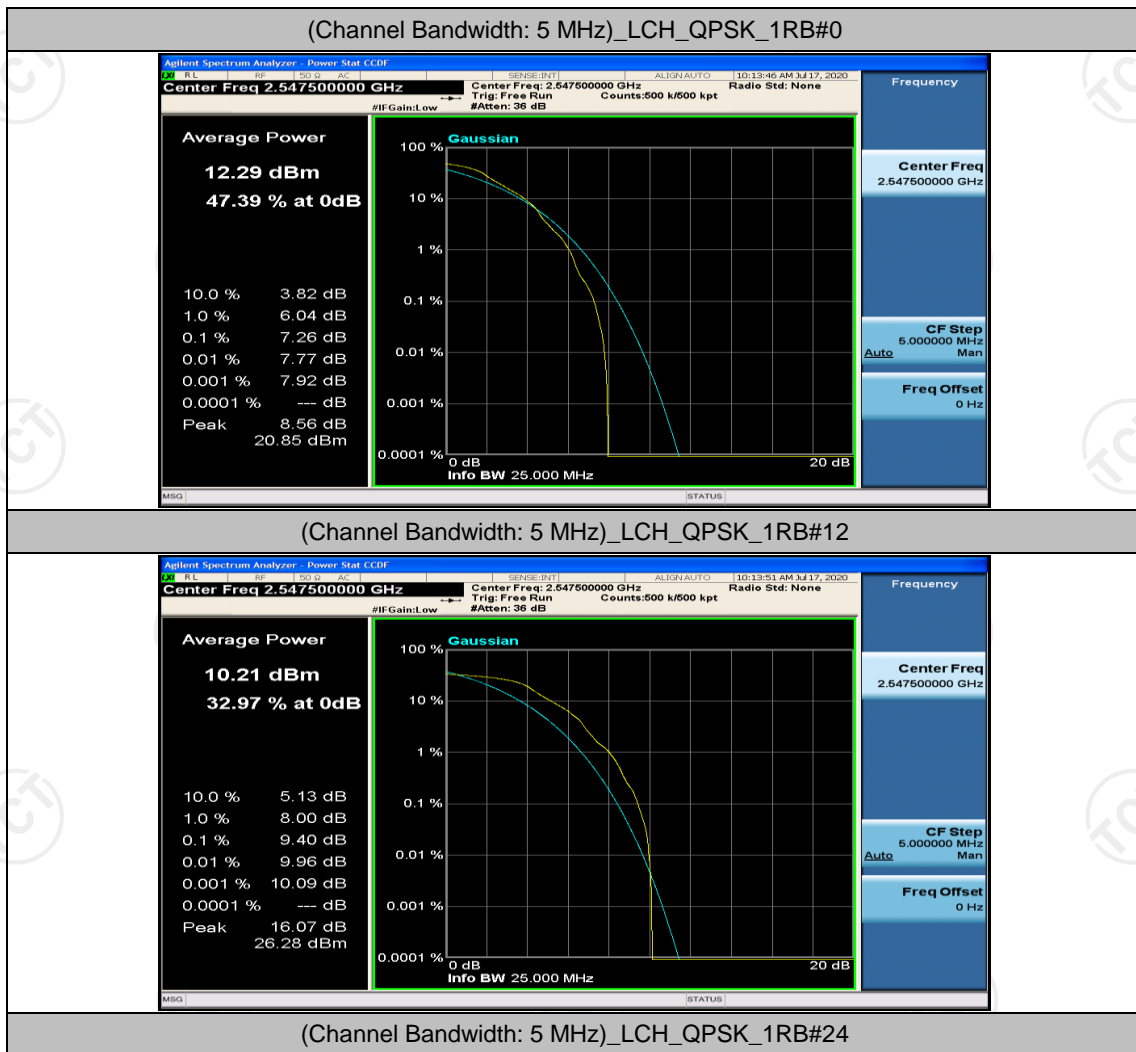 (Channel Bandwidth: 5 MHz)_LCH_QPSK_1RB#0
Agilent Spectrum Analyzer - Power Stat CCDF
LXI RL RF 50 Ω AC SENSE:INT ALIGN AUTO 10:13:46 AM Jul 17, 2020
Center Freq 2.547500000 GHz
Center Freq: 2.547500000 GHz Radio Std: None
Trig: Free Run Counts:500 k/500 kpt
#IFGain:Low #Atten: 36 dB
Frequency
Average Power
12.29 dBm
47.39 % at 0dB
10.0 % 3.82 dB
1.0 % 6.04 dB
0.1 % 7.26 dB
0.01 % 7.77 dB
0.001 % 7.92 dB
0.0001 % --- dB
Peak 8.56 dB
20.85 dBm
Gaussian
100 %
10 %
1 %
0.1 %
0.01 %
0.001 %
0.0001 %
0 dB 20 dB
Info BW 25.000 MHz
Center Freq
2.547500000 GHz
CF Step
5.000000 MHz
Auto Man
Freq Offset
0 Hz
MSG STATUS
(Channel Bandwidth: 5 MHz)_LCH_QPSK_1RB#12
Agilent Spectrum Analyzer - Power Stat CCDF
LXI RL RF 50 Ω AC SENSE:INT ALIGN AUTO 10:13:51 AM Jul 17, 2020
Center Freq 2.547500000 GHz
Center Freq: 2.547500000 GHz Radio Std: None
Trig: Free Run Counts:500 k/500 kpt
#IFGain:Low #Atten: 36 dB
Frequency
Average Power
10.21 dBm
32.97 % at 0dB
10.0 % 5.13 dB
1.0 % 8.00 dB
0.1 % 9.40 dB
0.01 % 9.96 dB
0.001 % 10.09 dB
0.0001 % --- dB
Peak 16.07 dB
26.28 dBm
Gaussian
100 %
10 %
1 %
0.1 %
0.01 %
0.001 %
0.0001 %
0 dB 20 dB
Info BW 25.000 MHz
Center Freq
2.547500000 GHz
CF Step
5.000000 MHz
Auto Man
Freq Offset
0 Hz
MSG STATUS
(Channel Bandwidth: 5 MHz)_LCH_QPSK_1RB#24